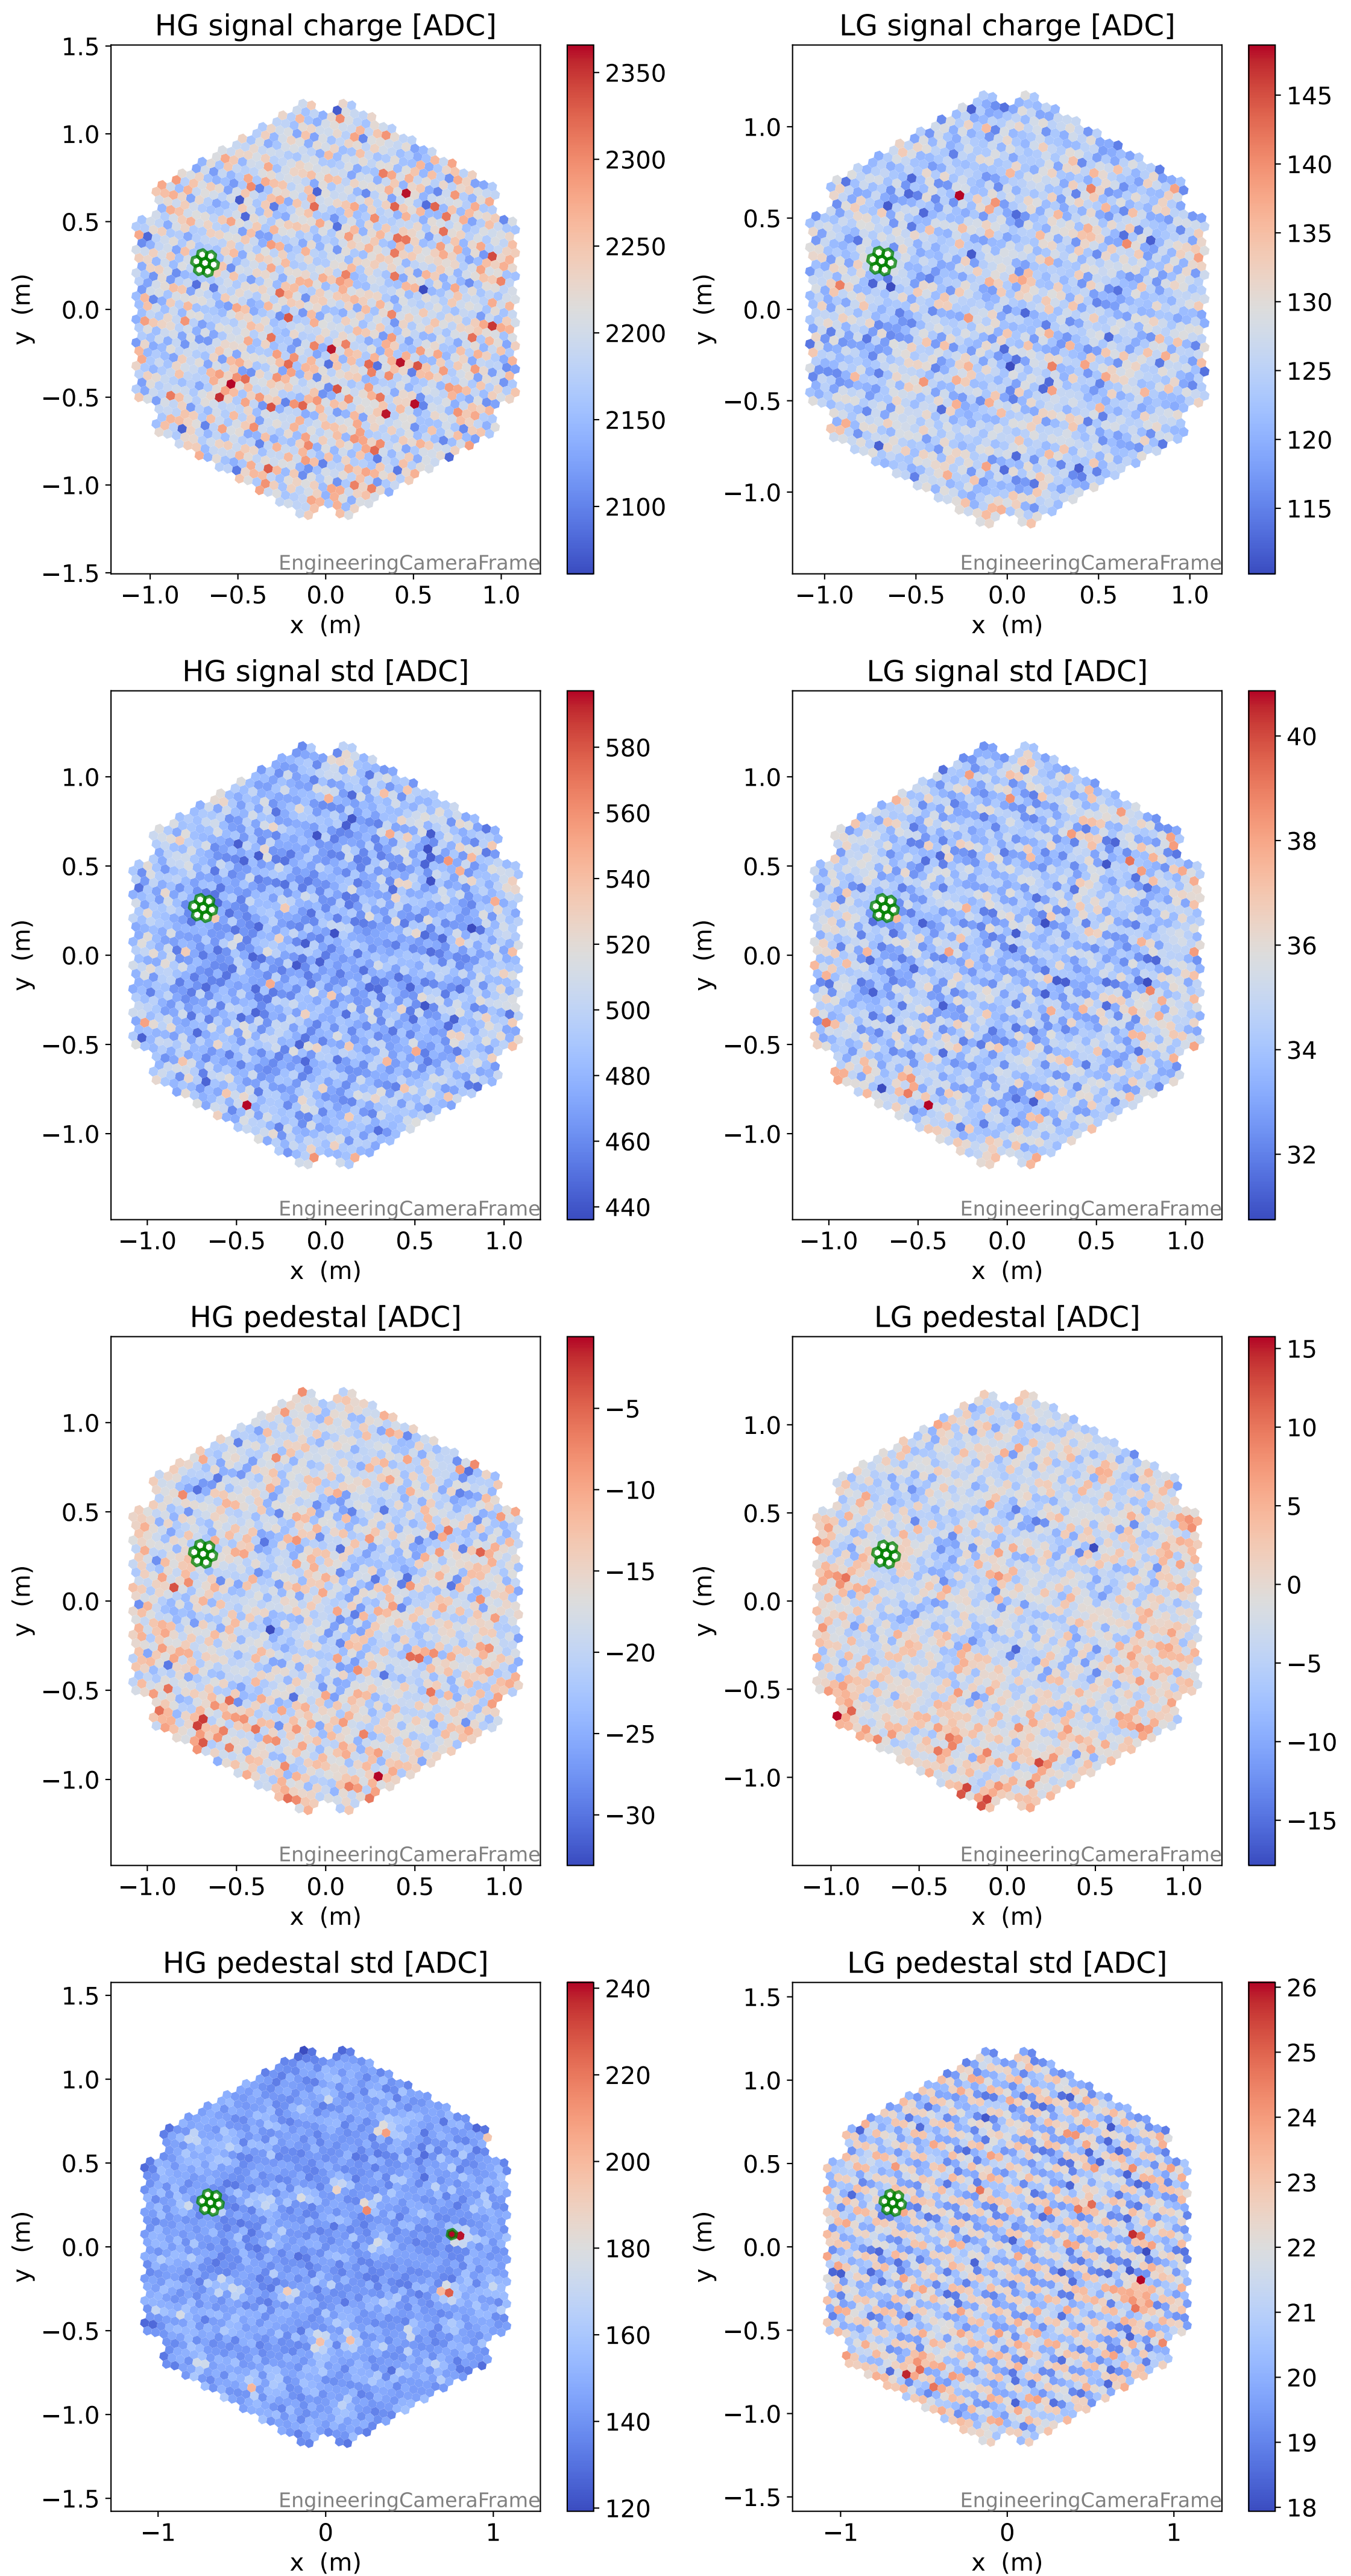 HG signal charge [ADC]
1.5
1.0
0.5
0.0
−0.5
−1.0
−1.5
y (m)
−1.0 −0.5 0.0 0.5 1.0
x (m)
EngineeringCameraFrame
2350
2300
2250
2200
2150
2100
LG signal charge [ADC]
1.0
0.5
0.0
−0.5
−1.0
y (m)
−1.0 −0.5 0.0 0.5 1.0
x (m)
EngineeringCameraFrame
145
140
135
130
125
120
115
HG signal std [ADC]
1.0
0.5
0.0
−0.5
−1.0
y (m)
−1.0 −0.5 0.0 0.5 1.0
x (m)
EngineeringCameraFrame
580
560
540
520
500
480
460
440
LG signal std [ADC]
1.0
0.5
0.0
−0.5
−1.0
y (m)
−1.0 −0.5 0.0 0.5 1.0
x (m)
EngineeringCameraFrame
40
38
36
34
32
HG pedestal [ADC]
1.0
0.5
0.0
−0.5
−1.0
y (m)
−1.0 −0.5 0.0 0.5 1.0
x (m)
EngineeringCameraFrame
−5
−10
−15
−20
−25
−30
LG pedestal [ADC]
1.0
0.5
0.0
−0.5
−1.0
y (m)
−1.0 −0.5 0.0 0.5 1.0
x (m)
EngineeringCameraFrame
15
10
5
0
−5
−10
−15
HG pedestal std [ADC]
1.5
1.0
0.5
0.0
−0.5
−1.0
−1.5
y (m)
−1 0 1
x (m)
EngineeringCameraFrame
240
220
200
180
160
140
120
LG pedestal std [ADC]
1.5
1.0
0.5
0.0
−0.5
−1.0
−1.5
y (m)
−1 0 1
x (m)
EngineeringCameraFrame
26
25
24
23
22
21
20
19
18